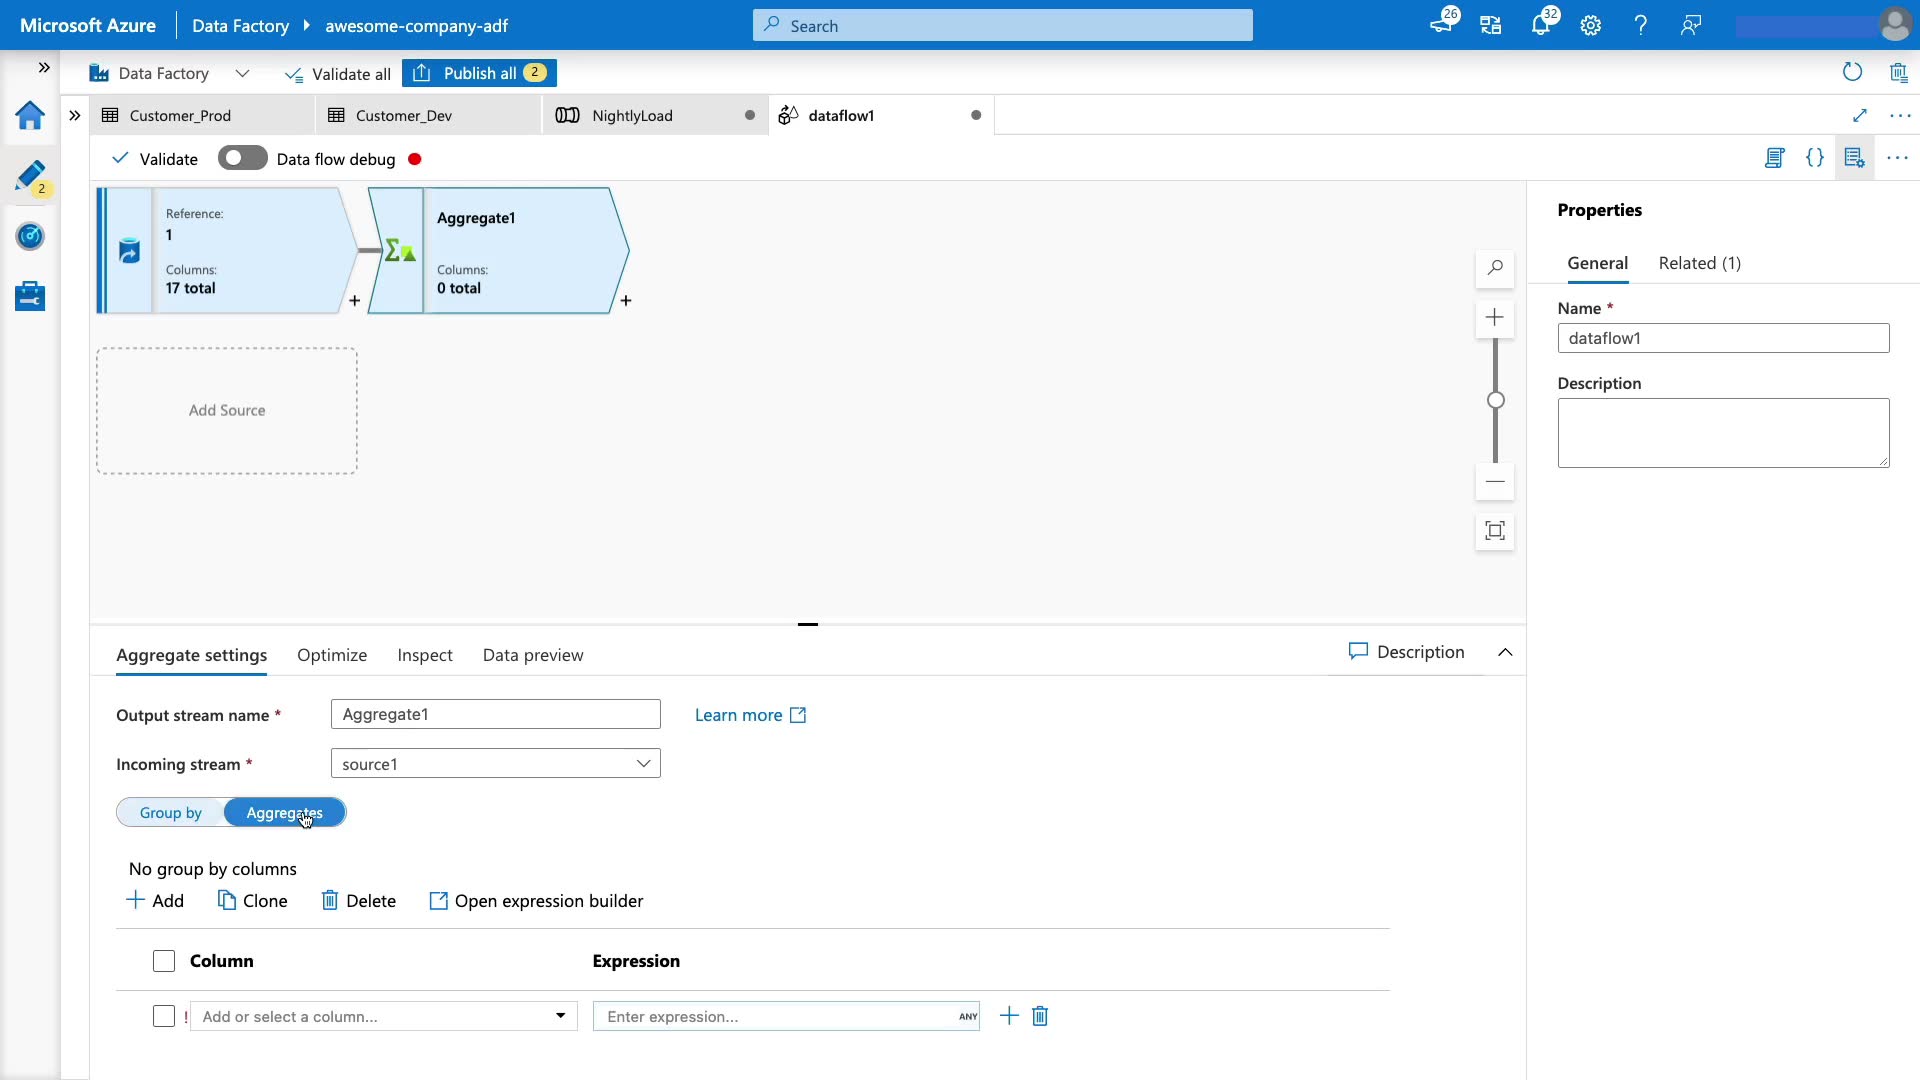 Microsoft Azure
Data Factory
awesome-company-adf
Search
26
32
Data Factory
Validate all
Publish all
2
Customer_Prod
Customer_Dev
NightlyLoad
dataflow1
2
Validate
Data flow debug
Reference:
1
Columns:
17 total
Aggregate1
Columns:
0 total
Add Source
Properties
General
Related (1)
Name *
dataflow1
Description
Aggregate settings
Optimize
Inspect
Data preview
Description
Output stream name *
Aggregate1
Learn more
Incoming stream *
source1
Group by
Aggregates
No group by columns
Add
Clone
Delete
Open expression builder
Column
Expression
! Add or select a column...
Enter expression...
ANY